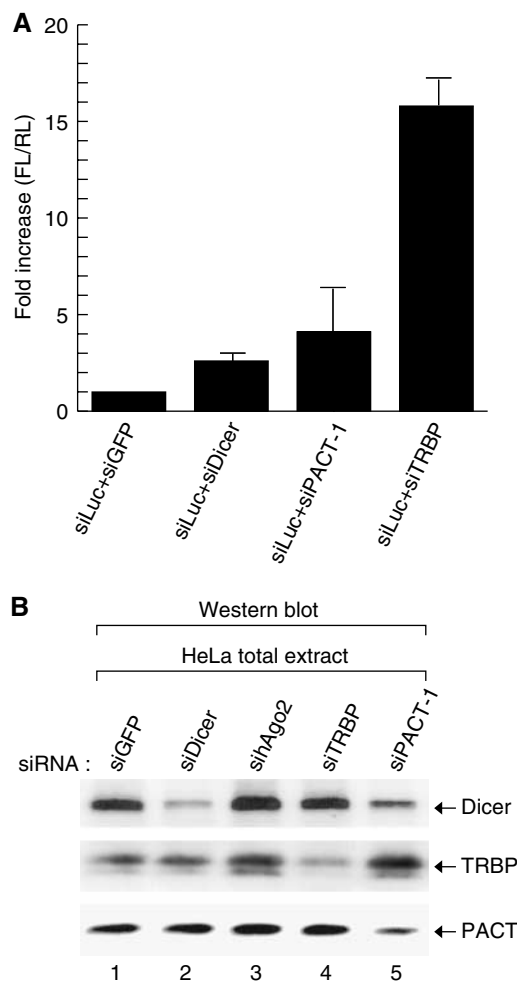 A
Fold increase (FL/RL)
20
15
10
5
0
siLuc+siGFP
siLuc+siDicer
siLuc+siPACT-1
siLuc+siTRBP
B
Western blot
HeLa total extract
siRNA :
siGFP
siDicer
sihAgo2
siTRBP
siPACT-1
Dicer
TRBP
PACT
1 2 3 4 5